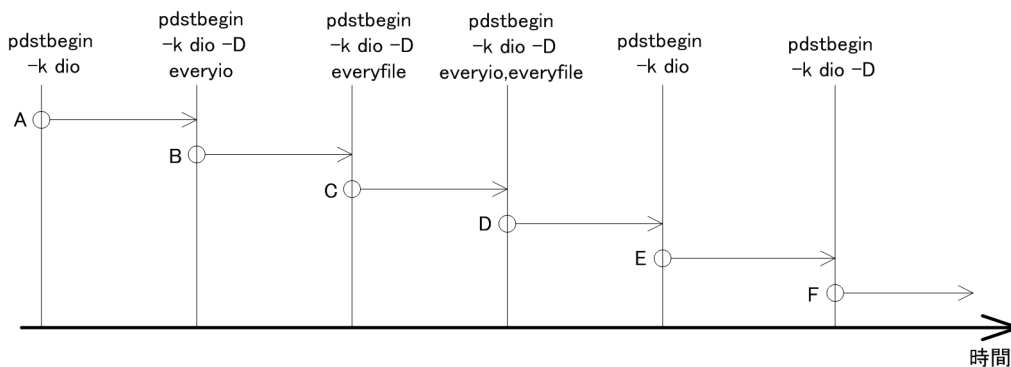 pdstbegin
-k dio
pdstbegin
-k dio -D
everyio
pdstbegin
-k dio -D
everyfile
pdstbegin
-k dio -D
everyio,everyfile
pdstbegin
-k dio
pdstbegin
-k dio -D
A
B
C
D
E
F
時間